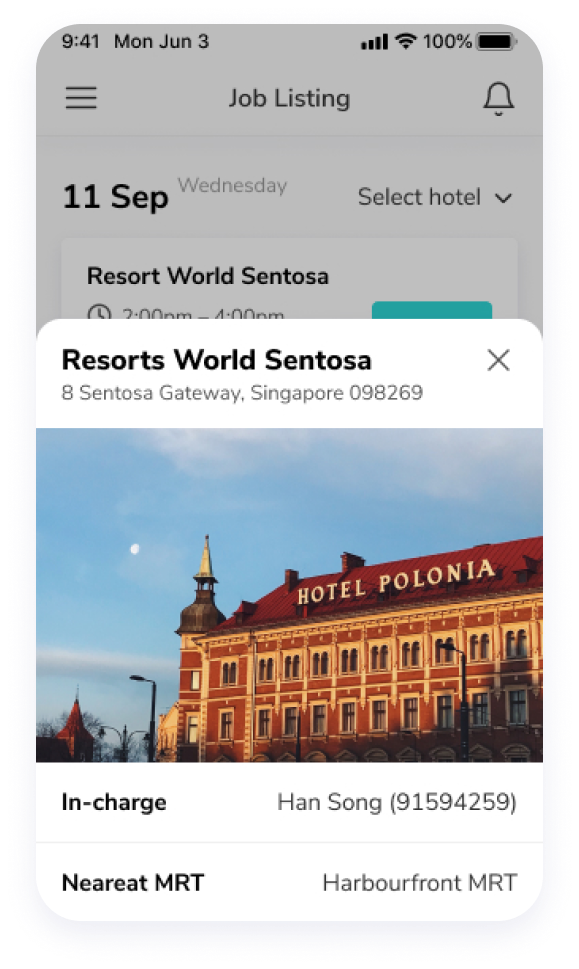 9:41 Mon Jun 3 100%
Job Listing
11 Sep Wednesday Select hotel
Resort World Sentosa
2:00pm – 4:00pm
Resorts World Sentosa
8 Sentosa Gateway, Singapore 098269
HOTEL POLONIA
In-charge Han Song (91594259)
Neareat MRT Harbourfront MRT